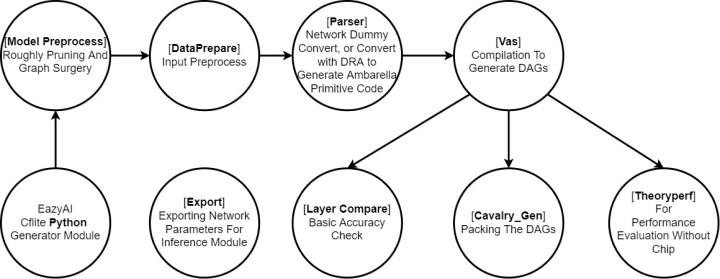 [Model Preprocess]
Roughly Pruning And
Graph Surgery
[DataPrepare]
Input Preprocess
[Parser]
Network Dummy
Convert, or Convert
with DRA to
Generate Ambarella
Primitive Code
[Vas]
Compilation To
Generate DAGs
EazyAI
Cflite Python
Generator Module
[Export]
Exporting Network
Parameters For
Inference Module
[Layer Compare]
Basic Accuracy
Check
[Cavalry_Gen]
Packing The DAGs
[Theoryperf]
For
Performance
Evaluation Without
Chip